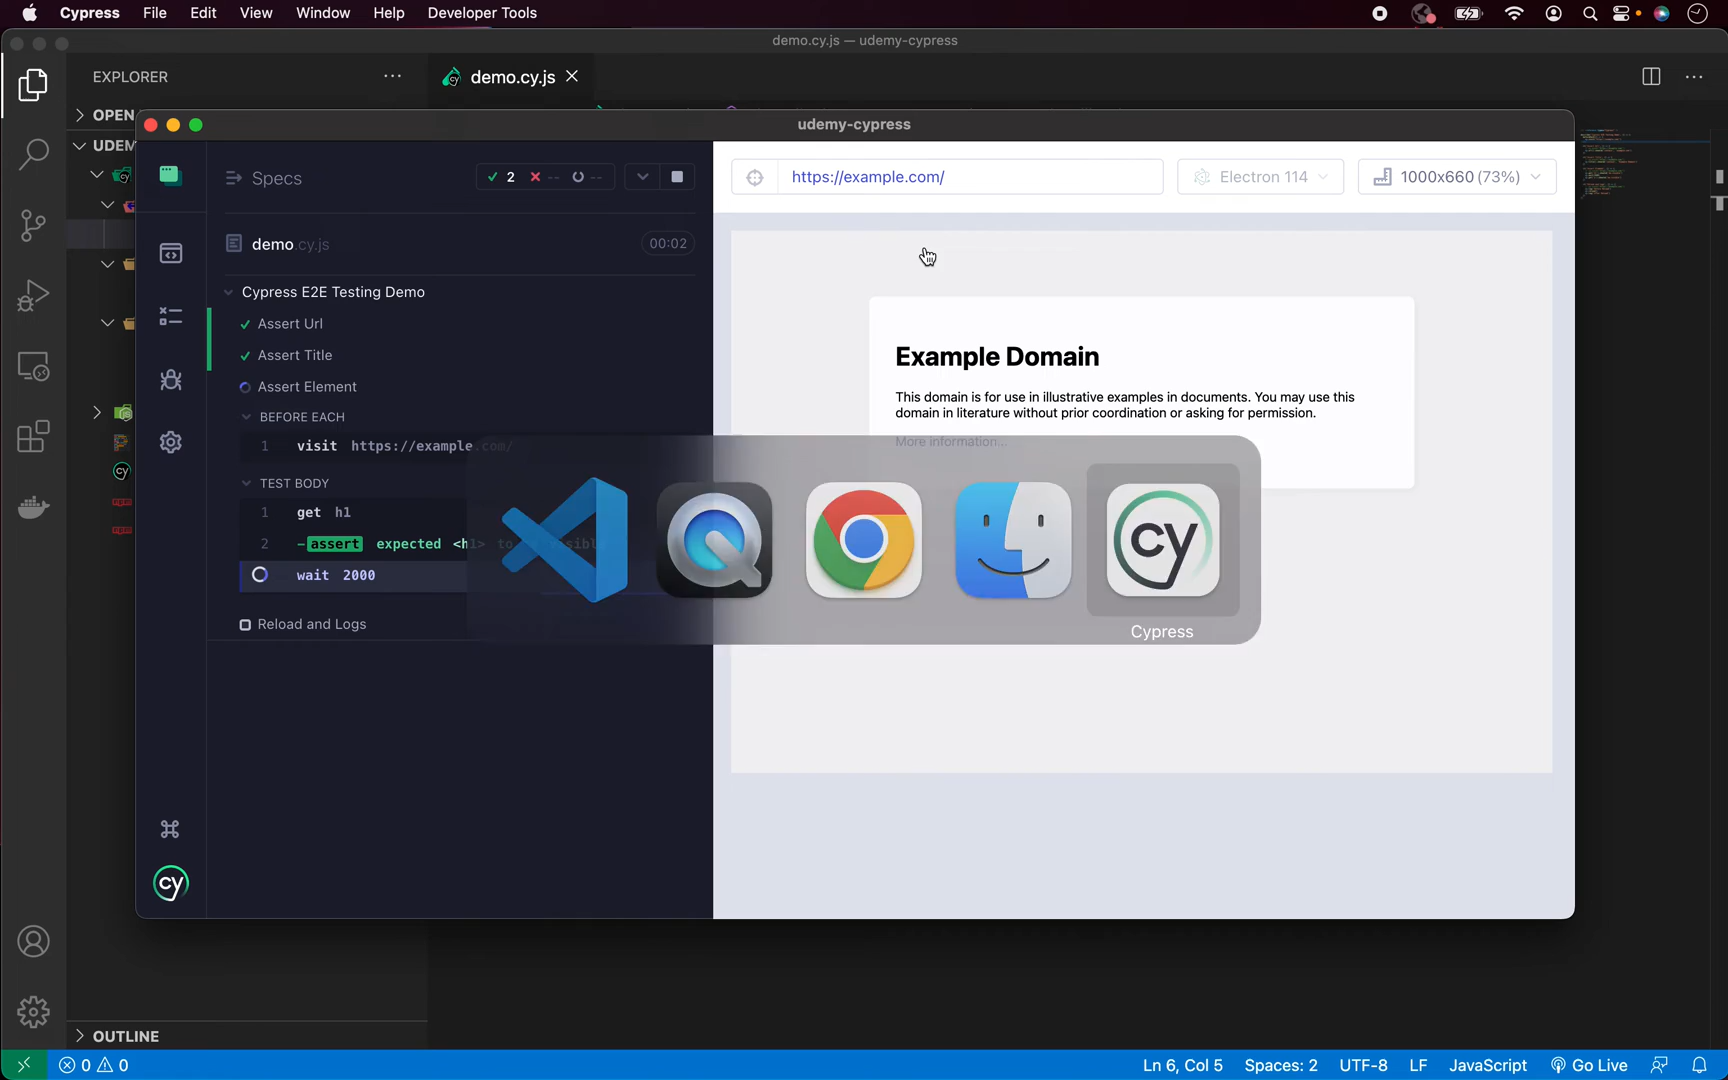 Cypress File Edit View Window Help Developer Tools
demo.cy.js — udemy-cypress
EXPLORER
demo.cy.js
OPEN
UDEM
udemy-cypress
Specs
2 -- --
https://example.com/
Electron 114
1000x660 (73%)
demo.cy.js
00:02
Cypress E2E Testing Demo
Assert Url
Assert Title
Assert Element
BEFORE EACH
1 visit https://example.com/
TEST BODY
1 get h1
2 -assert expected <h1> to
wait 2000
Reload and Logs
Example Domain
This domain is for use in illustrative examples in documents. You may use this
domain in literature without prior coordination or asking for permission.
More information...
cy
Cypress
cy
cy
OUTLINE
0 0
Ln 6, Col 5 Spaces: 2 UTF-8 LF JavaScript Go Live